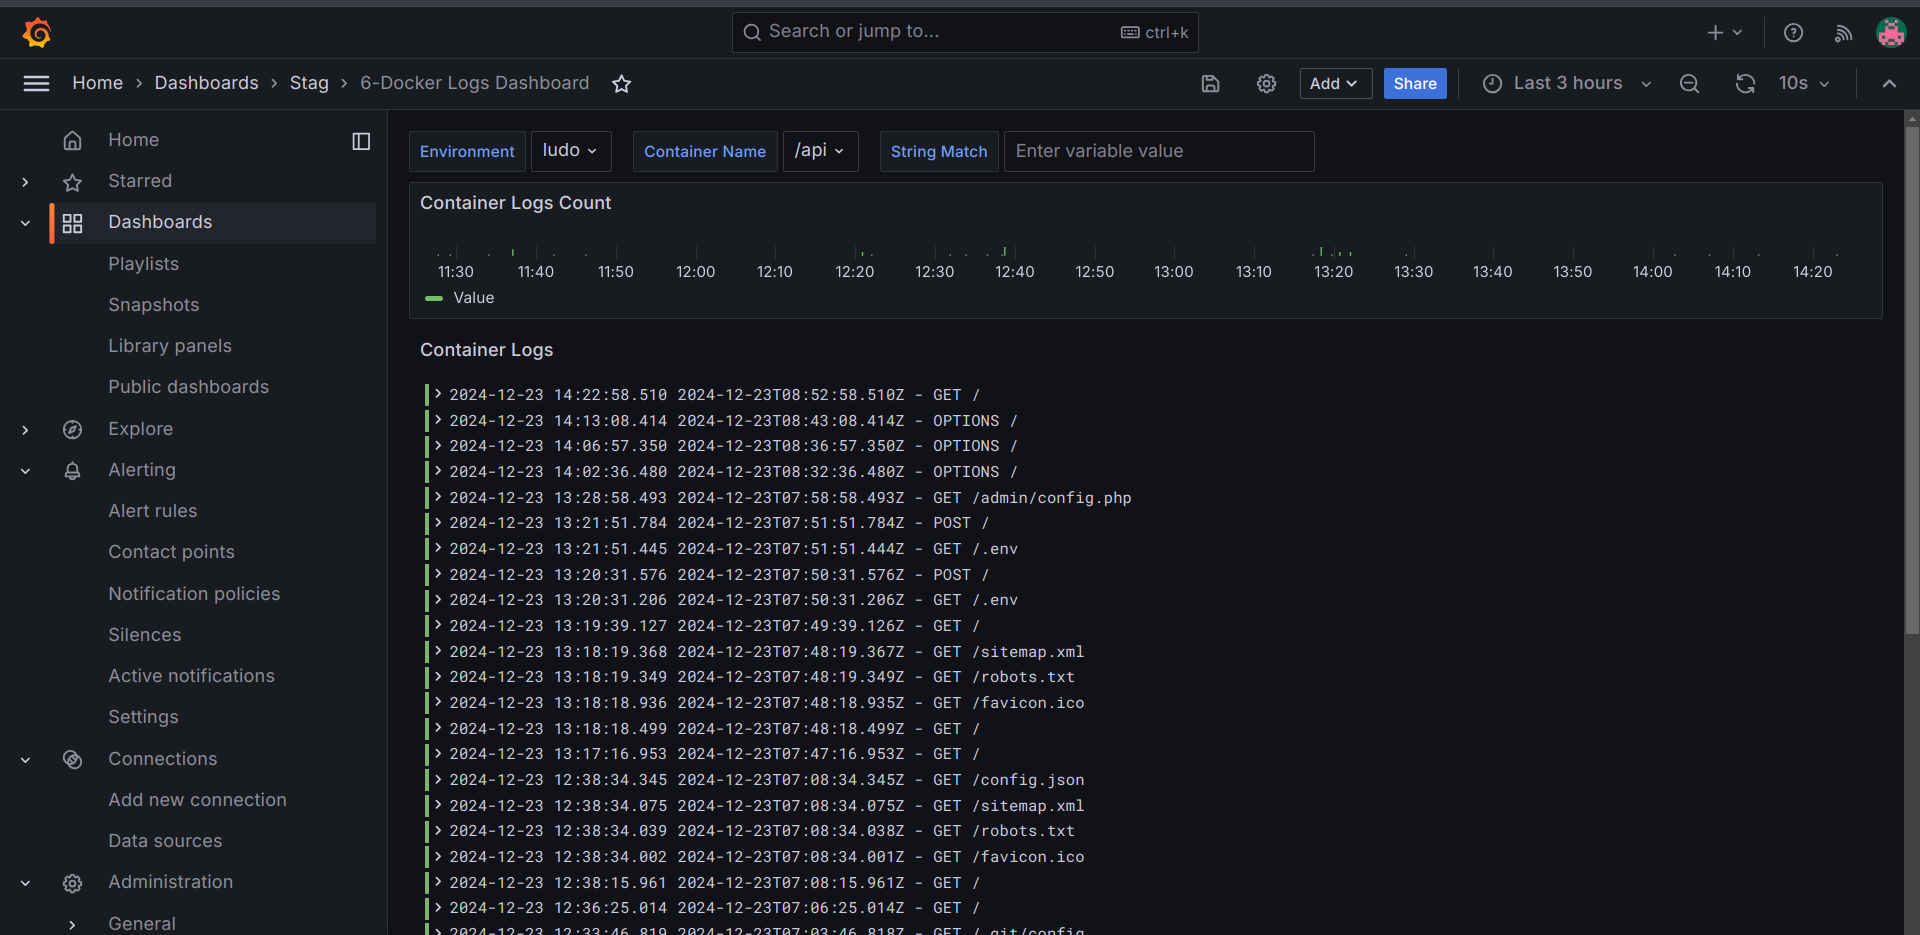 Search or jump to... ctrl+k
Home › Dashboards › Stag › 6-Docker Logs Dashboard Add Share Last 3 hours 10s
Home
Starred
Dashboards
Playlists
Snapshots
Library panels
Public dashboards
Explore
Alerting
Alert rules
Contact points
Notification policies
Silences
Active notifications
Settings
Connections
Add new connection
Data sources
Administration
General
Environment ludo Container Name /api String Match Enter variable value
Container Logs Count
11:30 11:40 11:50 12:00 12:10 12:20 12:30 12:40 12:50 13:00 13:10 13:20 13:30 13:40 13:50 14:00 14:10 14:20
Value
Container Logs
2024-12-23 14:22:58.510 2024-12-23T08:52:58.510Z - GET /
2024-12-23 14:13:08.414 2024-12-23T08:43:08.414Z - OPTIONS /
2024-12-23 14:06:57.350 2024-12-23T08:36:57.350Z - OPTIONS /
2024-12-23 14:02:36.480 2024-12-23T08:32:36.480Z - OPTIONS /
2024-12-23 13:28:58.493 2024-12-23T07:58:58.493Z - GET /admin/config.php
2024-12-23 13:21:51.784 2024-12-23T07:51:51.784Z - POST /
2024-12-23 13:21:51.445 2024-12-23T07:51:51.444Z - GET /.env
2024-12-23 13:20:31.576 2024-12-23T07:50:31.576Z - POST /
2024-12-23 13:20:31.206 2024-12-23T07:50:31.206Z - GET /.env
2024-12-23 13:19:39.127 2024-12-23T07:49:39.126Z - GET /
2024-12-23 13:18:19.368 2024-12-23T07:48:19.367Z - GET /sitemap.xml
2024-12-23 13:18:19.349 2024-12-23T07:48:19.349Z - GET /robots.txt
2024-12-23 13:18:18.936 2024-12-23T07:48:18.935Z - GET /favicon.ico
2024-12-23 13:18:18.499 2024-12-23T07:48:18.499Z - GET /
2024-12-23 13:17:16.953 2024-12-23T07:47:16.953Z - GET /
2024-12-23 12:38:34.345 2024-12-23T07:08:34.345Z - GET /config.json
2024-12-23 12:38:34.075 2024-12-23T07:08:34.075Z - GET /sitemap.xml
2024-12-23 12:38:34.039 2024-12-23T07:08:34.038Z - GET /robots.txt
2024-12-23 12:38:34.002 2024-12-23T07:08:34.001Z - GET /favicon.ico
2024-12-23 12:38:15.961 2024-12-23T07:08:15.961Z - GET /
2024-12-23 12:36:25.014 2024-12-23T07:06:25.014Z - GET /
2024-12-23 12:33:46.819 2024-12-23T07:03:46.818Z - GET /.git/config